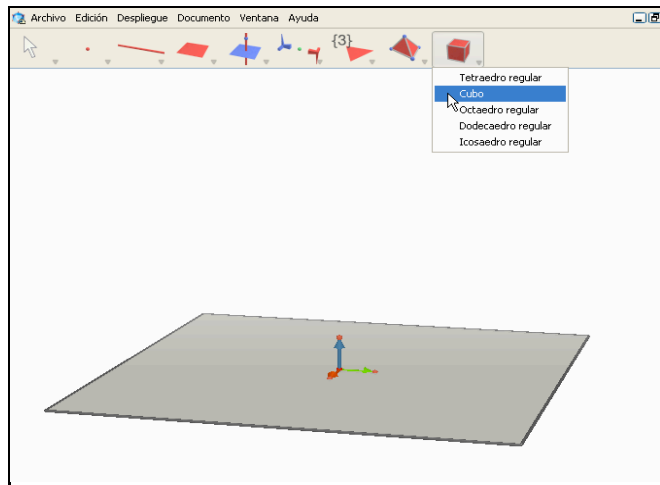 Archivo Edición Despliegue Documento Ventana Ayuda
{3}
Tetraedro regular
Cubo
Octaedro regular
Dodecaedro regular
Icosaedro regular